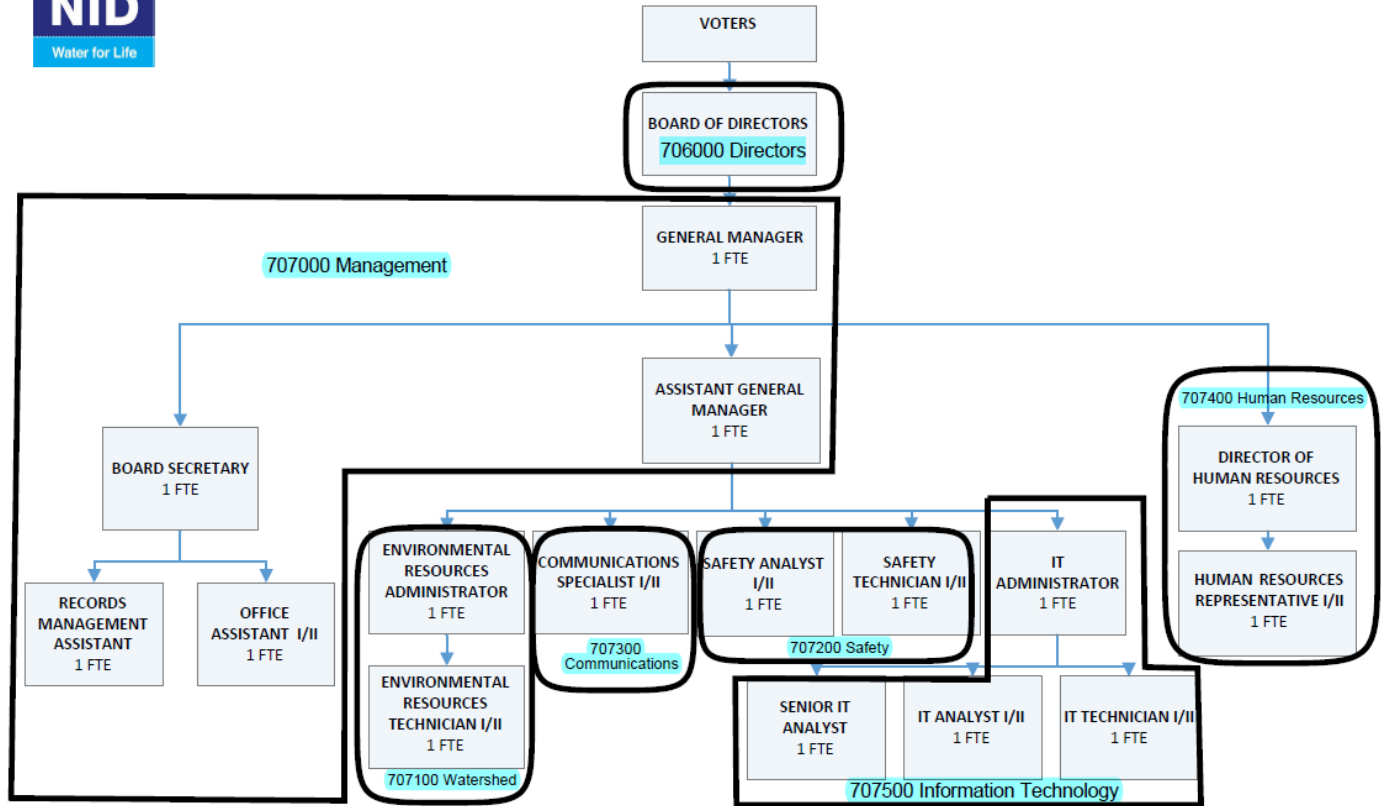 NID
Water for Life
VOTERS
BOARD OF DIRECTORS
706000 Directors
GENERAL MANAGER
1 FTE
707000 Management
ASSISTANT GENERAL
MANAGER
1 FTE
707400 Human Resources
BOARD SECRETARY
1 FTE
DIRECTOR OF
HUMAN RESOURCES
1 FTE
RECORDS
MANAGEMENT
ASSISTANT
1 FTE
OFFICE
ASSISTANT I/II
1 FTE
ENVIRONMENTAL
RESOURCES
ADMINISTRATOR
1 FTE
COMMUNICATIONS
SPECIALIST I/II
1 FTE
707300
Communications
SAFETY ANALYST
I/II
1 FTE
SAFETY
TECHNICIAN I/II
1 FTE
707200 Safety
IT
ADMINISTRATOR
1 FTE
HUMAN RESOURCES
REPRESENTATIVE I/II
1 FTE
ENVIRONMENTAL
RESOURCES
TECHNICIAN I/II
1 FTE
707100 Watershed
SENIOR IT
ANALYST
1 FTE
IT ANALYST I/II
1 FTE
IT TECHNICIAN I/II
1 FTE
707500 Information Technology